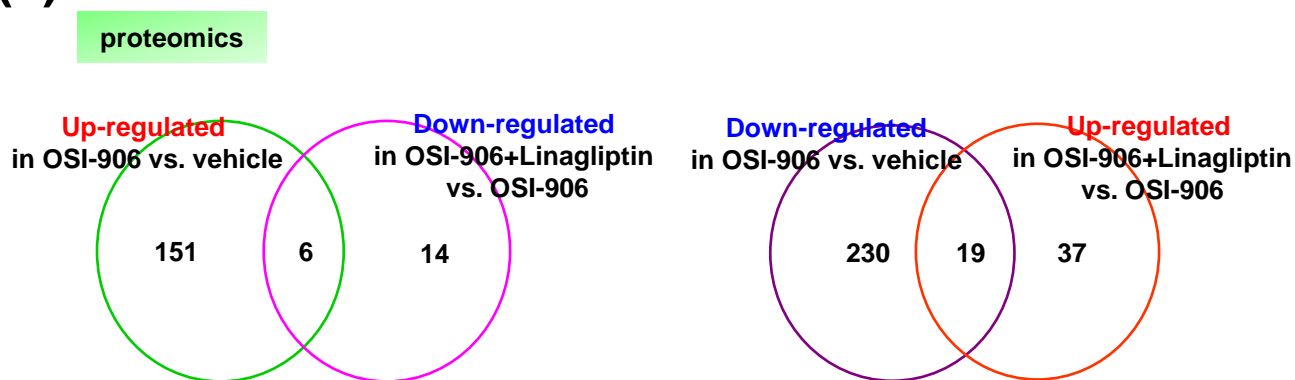 proteomics
Up-regulated
in OSI-906 vs. vehicle
Down-regulated
in OSI-906+Linagliptin
vs. OSI-906
151
6
14
Down-regulated
in OSI-906 vs. vehicle
Up-regulated
in OSI-906+Linagliptin
vs. OSI-906
230
19
37